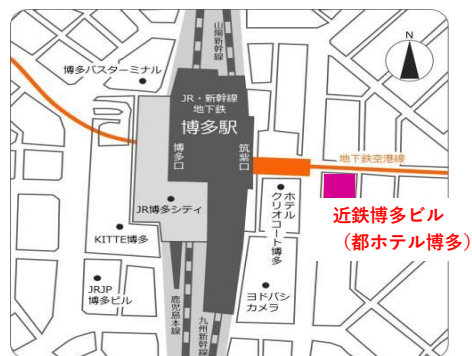 山陽新幹線
N
博多バスターミナル
JR・新幹線
地下鉄
博多駅
博多口
筑紫口
地下鉄空港線
JR博多シティ
ホテル
クリオコート博多
近鉄博多ビル
（都ホテル博多）
KITTE博多
JRJP
博多ビル
鹿児島本線
九州新幹線
ヨドバシ
カメラ